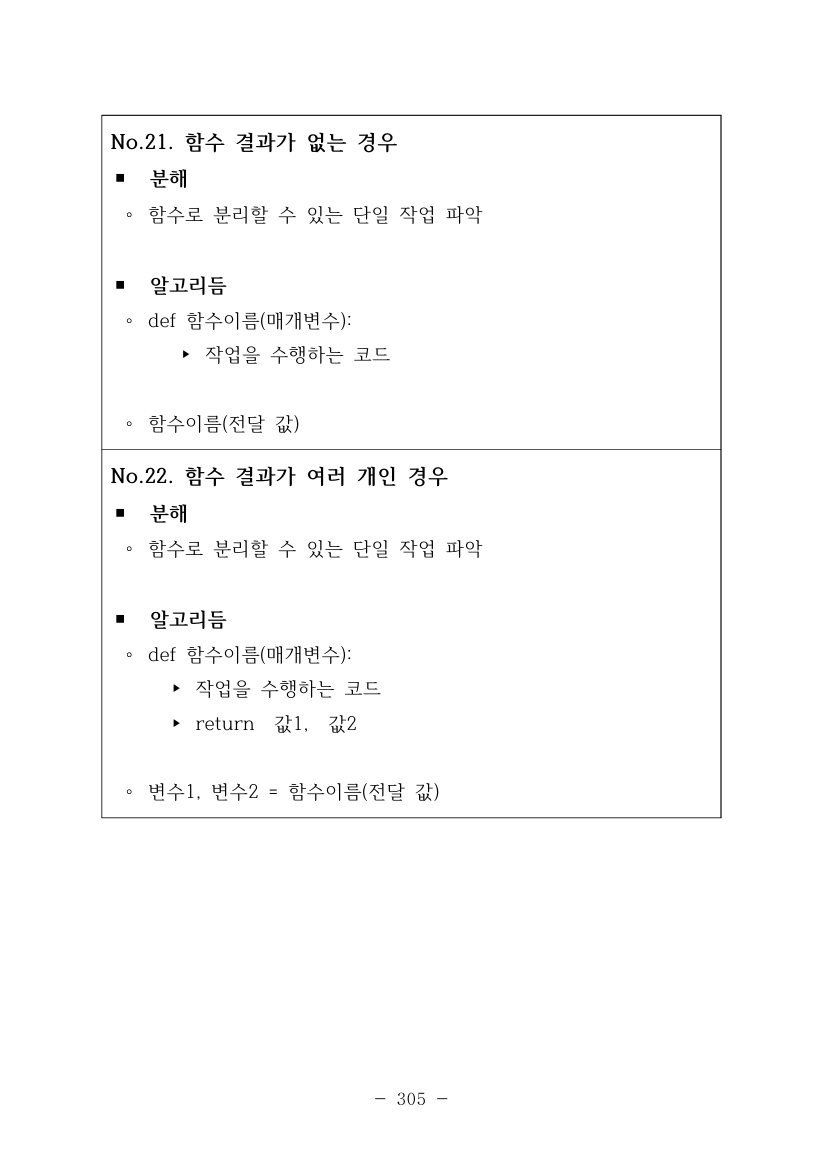 No.21. 함수 결과가 없는 경우
■ 분해
◦ 함수로 분리할 수 있는 단일 작업 파악
■ 알고리듬
◦ def 함수이름(매개변수):
▸ 작업을 수행하는 코드
◦ 함수이름(전달 값)
No.22. 함수 결과가 여러 개인 경우
■ 분해
◦ 함수로 분리할 수 있는 단일 작업 파악
■ 알고리듬
◦ def 함수이름(매개변수):
▸ 작업을 수행하는 코드
▸ return 값1, 값2
◦ 변수1, 변수2 = 함수이름(전달 값)
- 305 -